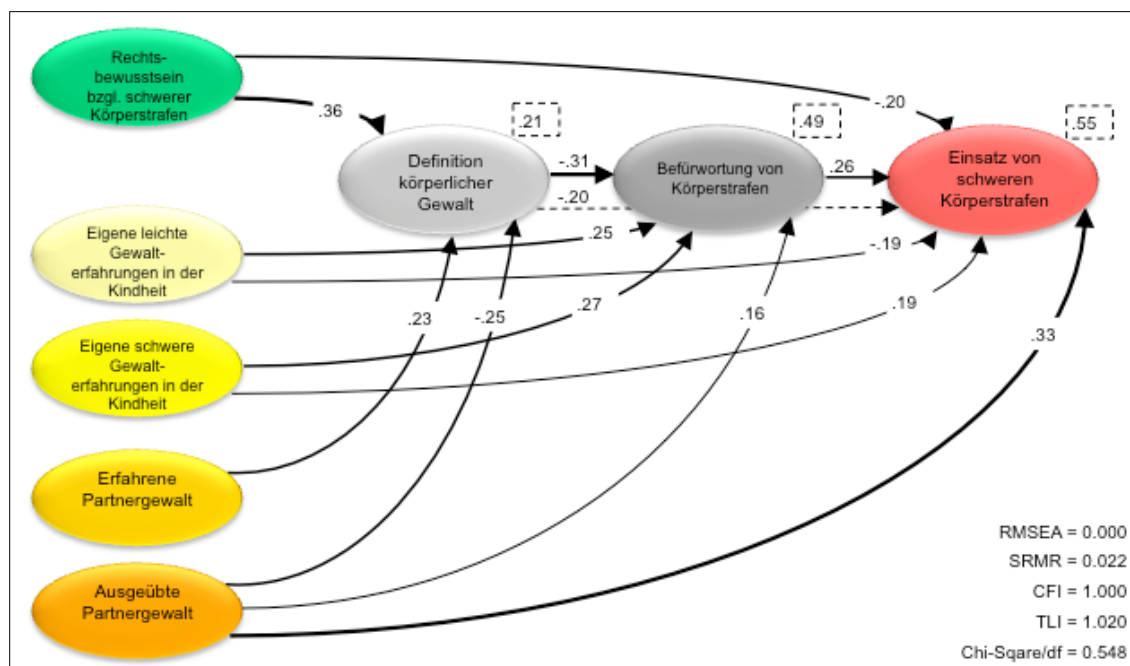 Rechts-
bewusstsein
bzgl. schwerer
Körperstrafen
.36
-.20
.21
.49
.55
Definition
körperlicher
Gewalt
-.31
-.20
Befürwortung von
Körperstrafen
.26
Einsatz von
schweren
Körperstrafen
Eigene leichte
Gewalt-
erfahrungen in der
Kindheit
.25
-.19
Eigene schwere
Gewalt-
erfahrungen in der
Kindheit
.27
.19
.23
-.25
.16
.33
Erfahrene
Partnergewalt
Ausgeübte
Partnergewalt
RMSEA = 0.000
SRMR = 0.022
CFI = 1.000
TLI = 1.020
Chi-Sqare/df = 0.548